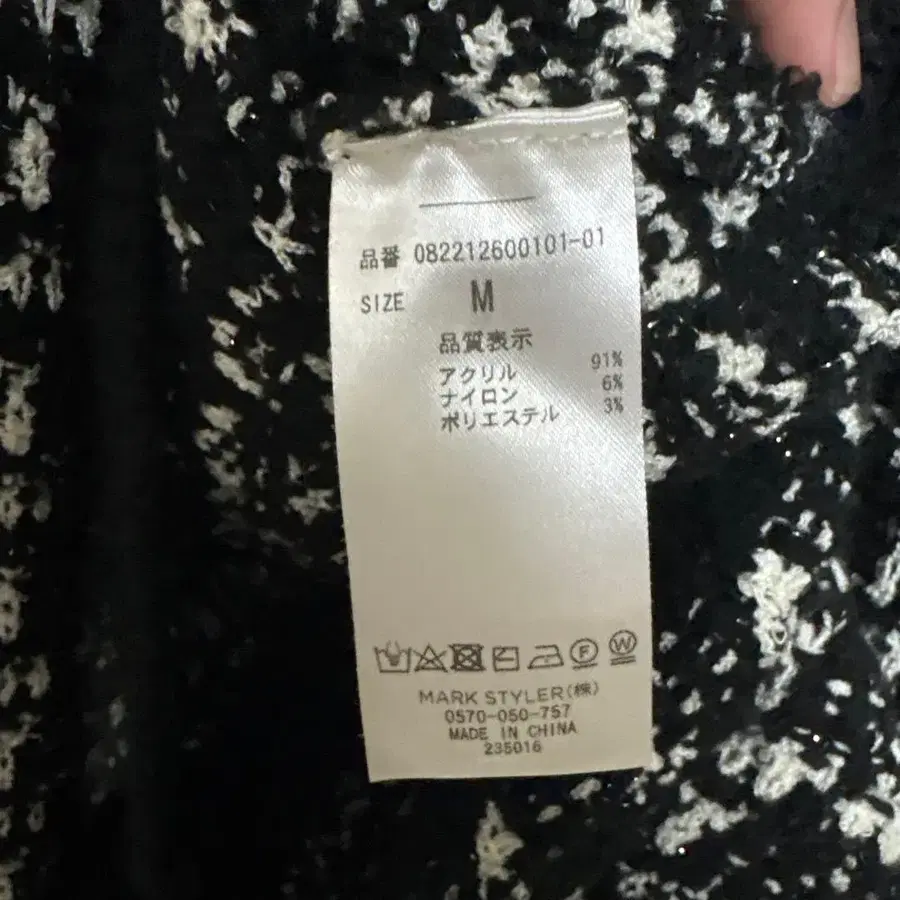 品番 082212600101-01
SIZE M
品質表示
アクリル 91%
ナイロン 6%
ポリエステル 3%
F W
MARK STYLER(株)
0570-050-757
MADE IN CHINA
235016